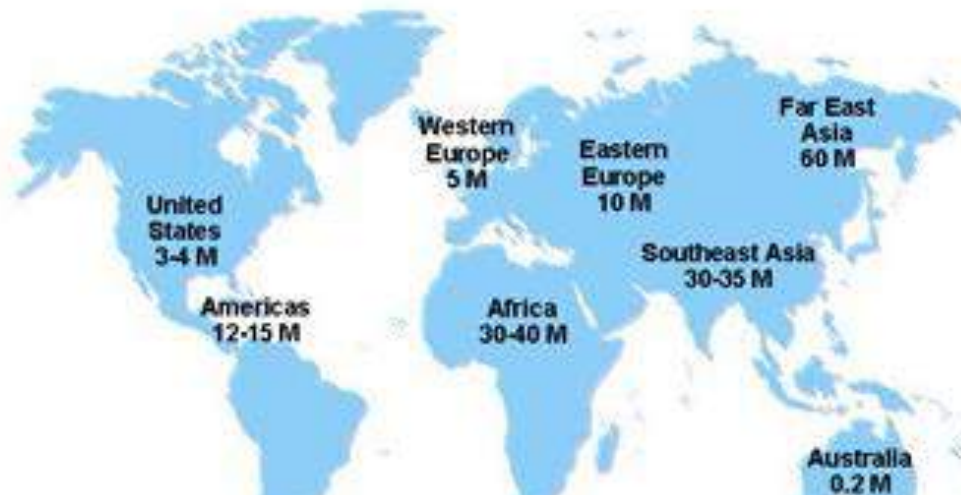 Western
Europe
5 M
Eastern
Europe
10 M
Far East
Asia
60 M
United
States
3-4 M
Southeast Asia
30-35 M
Americas
12-15 M
Africa
30-40 M
Australia
0.2 M